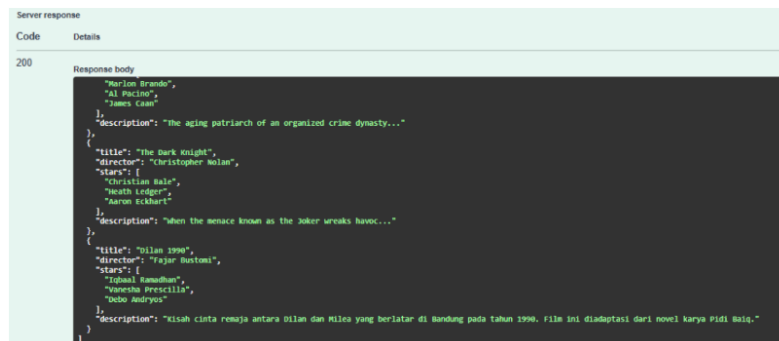 Server response
Code Details
200
Response body
"Marlon Brando",
"Al Pacino",
"James Caan"
],
"description": "The aging patriarch of an organized crime dynasty..."
},
{
"title": "The Dark Knight",
"director": "Christopher Nolan",
"stars": [
"Christian Bale",
"Heath Ledger",
"Aaron Eckhart"
],
"description": "When the menace known as the Joker wreaks havoc..."
},
{
"title": "Dilan 1990",
"director": "Fajar Bustomi",
"stars": [
"Iqbaal Ramadhan",
"Vanesha Prescilla",
"Debo Andryos"
],
"description": "Kisah cinta remaja antara Dilan dan Milea yang berlatar di Bandung pada tahun 1990. Film ini diadaptasi dari novel karya Pidi Baiq."
}
]